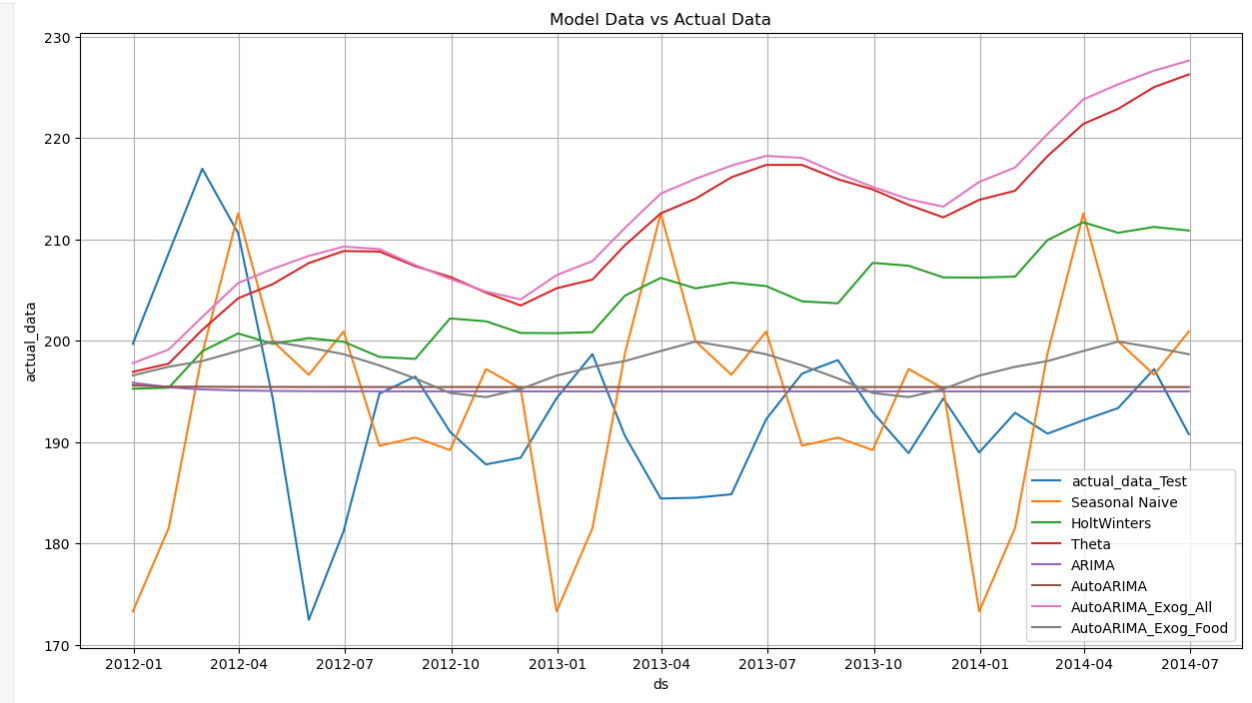 Model Data vs Actual Data
230
220
210
200
190
180
170
actual_data
2012-01
2012-04
2012-07
2012-10
2013-01
2013-04
2013-07
2013-10
2014-01
2014-04
2014-07
ds
actual_data_Test
Seasonal Naive
HoltWinters
Theta
ARIMA
AutoARIMA
AutoARIMA_Exog_All
AutoARIMA_Exog_Food